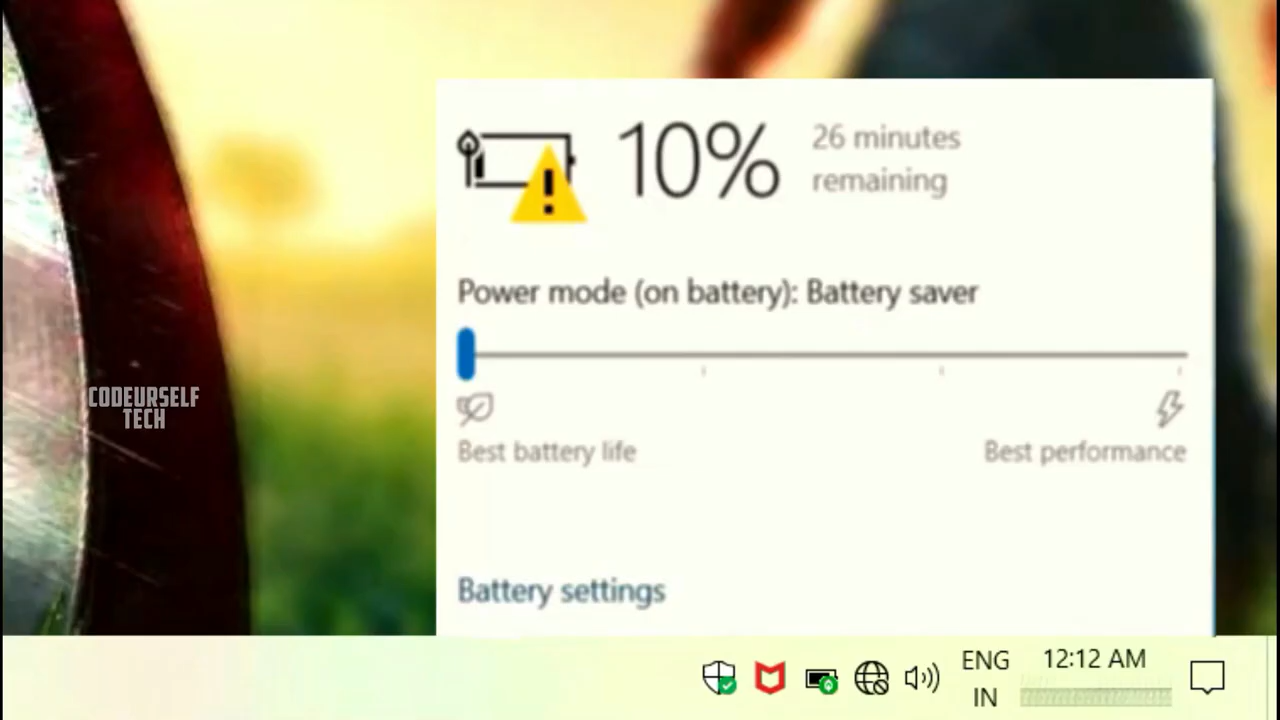 10%
26 minutes
remaining
Power mode (on battery): Battery saver
Best battery life
Best performance
CODEURSELF
TECH
Battery settings
ENG
IN
12:12 AM